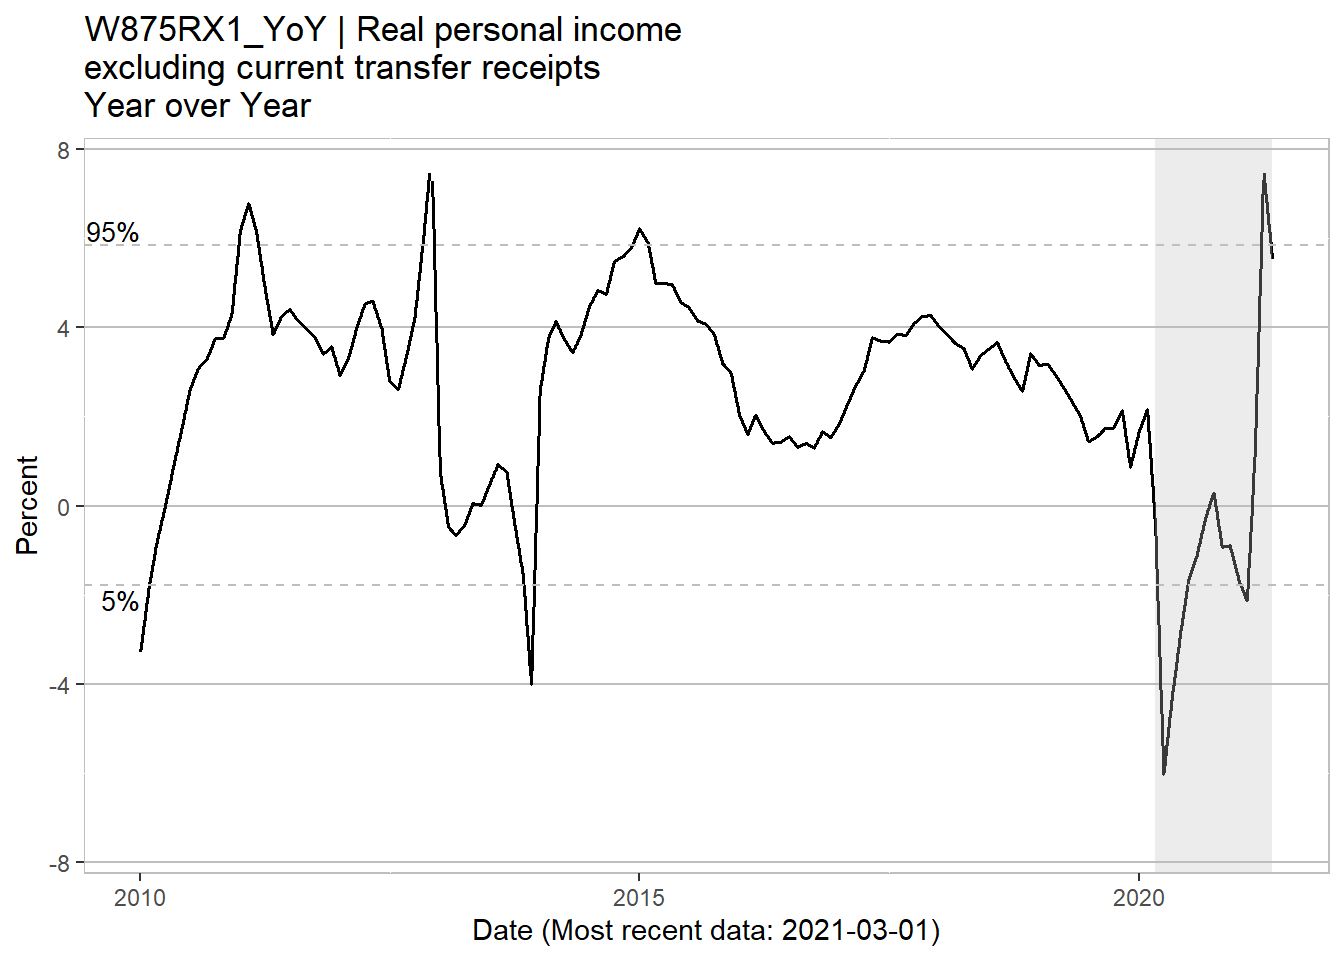 W875RX1_YoY | Real personal income
excluding current transfer receipts
Year over Year
8
95%
4
0
5%
-4
-8
Percent
2010 2015 2020
Date (Most recent data: 2021-03-01)